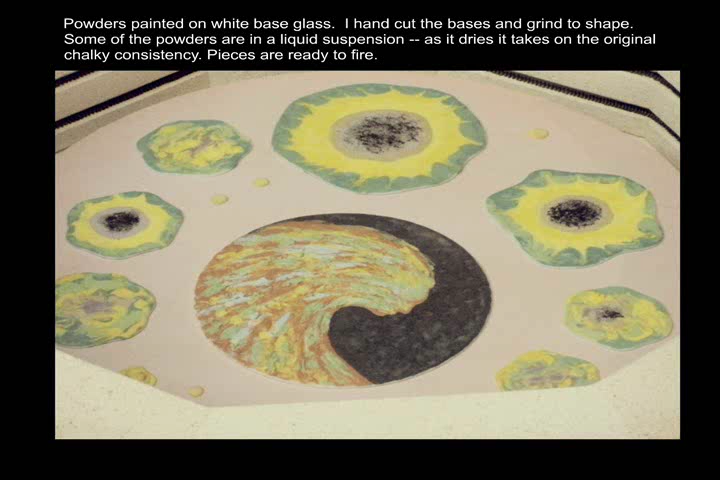 Powders painted on white base glass.  I hand cut the bases and grind to shape.
Some of the powders are in a liquid suspension -- as it dries it takes on the original
chalky consistency. Pieces are ready to fire.